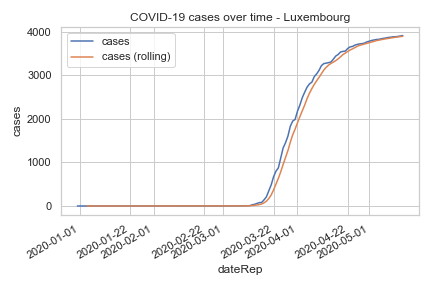 COVID-19 cases over time - Luxembourg
cases
cases (rolling)
4000
3000
2000
1000
0
cases
2020-01-01
2020-01-22
2020-02-01
2020-02-22
2020-03-01
2020-03-22
2020-04-01
2020-04-22
2020-05-01
dateRep